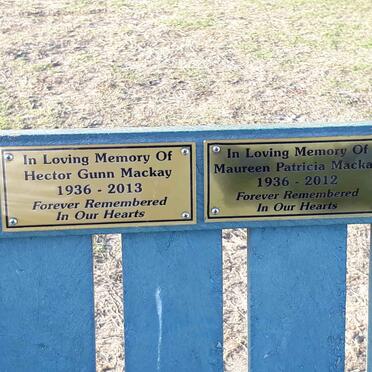 In Loving Memory Of
Hector Gunn Mackay
1936 - 2013
Forever Remembered
In Our Hearts
In Loving Memory Of
Maureen Patricia Macka
1936 - 2012
Forever Remembered
In Our Hearts